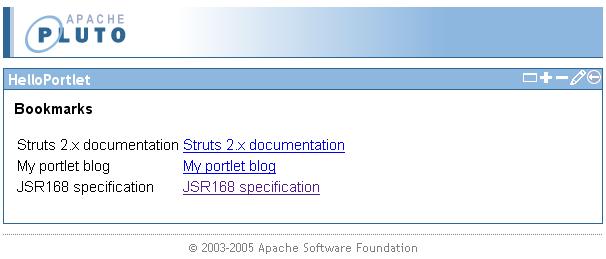 APACHE
PLUTO
HelloPortlet
Bookmarks
Struts 2.x documentation Struts 2.x documentation
My portlet blog My portlet blog
JSR168 specification JSR168 specification
© 2003-2005 Apache Software Foundation